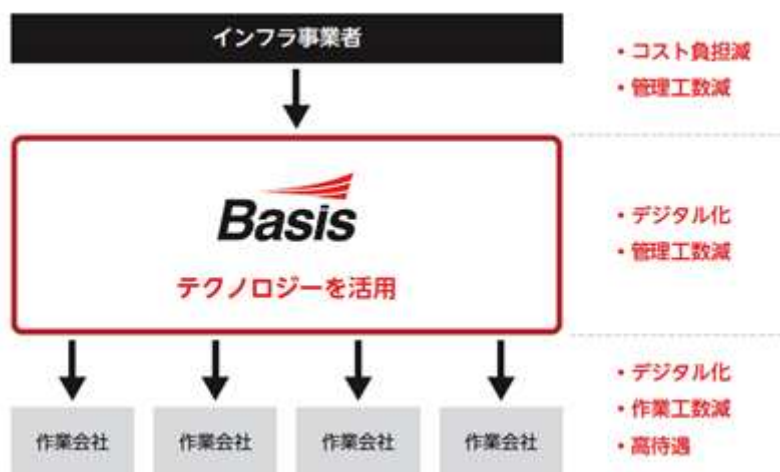 インフラ事業者
・コスト負担減
・管理工数減
Basis
テクノロジーを活用
・デジタル化
・管理工数減
・デジタル化
・作業工数減
・高待遇
作業会社
作業会社
作業会社
作業会社